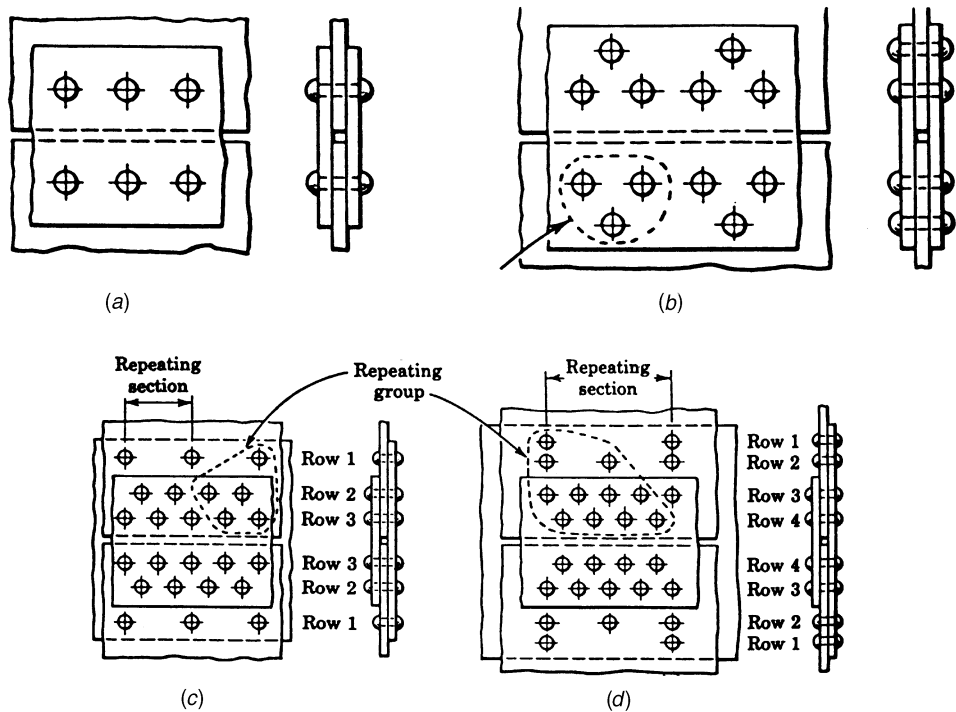 (a)
(b)
Repeating
section
Repeating
group
Repeating
section
Row 1
Row 2
Row 3
Row 3
Row 2
Row 1
Row 1
Row 2
Row 3
Row 4
Row 4
Row 3
Row 2
Row 1
(c)
(d)